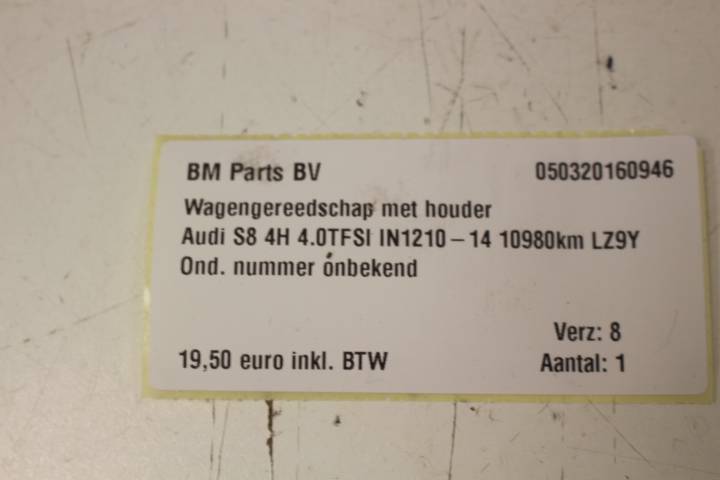 BM Parts BV 050320160946
Wagengereedschap met houder
Audi S8 4H 4.0TFSI IN1210-14 10980km LZ9Y
Ond. nummer onbekend
Verz: 8
19,50 euro inkl. BTW Aantal: 1